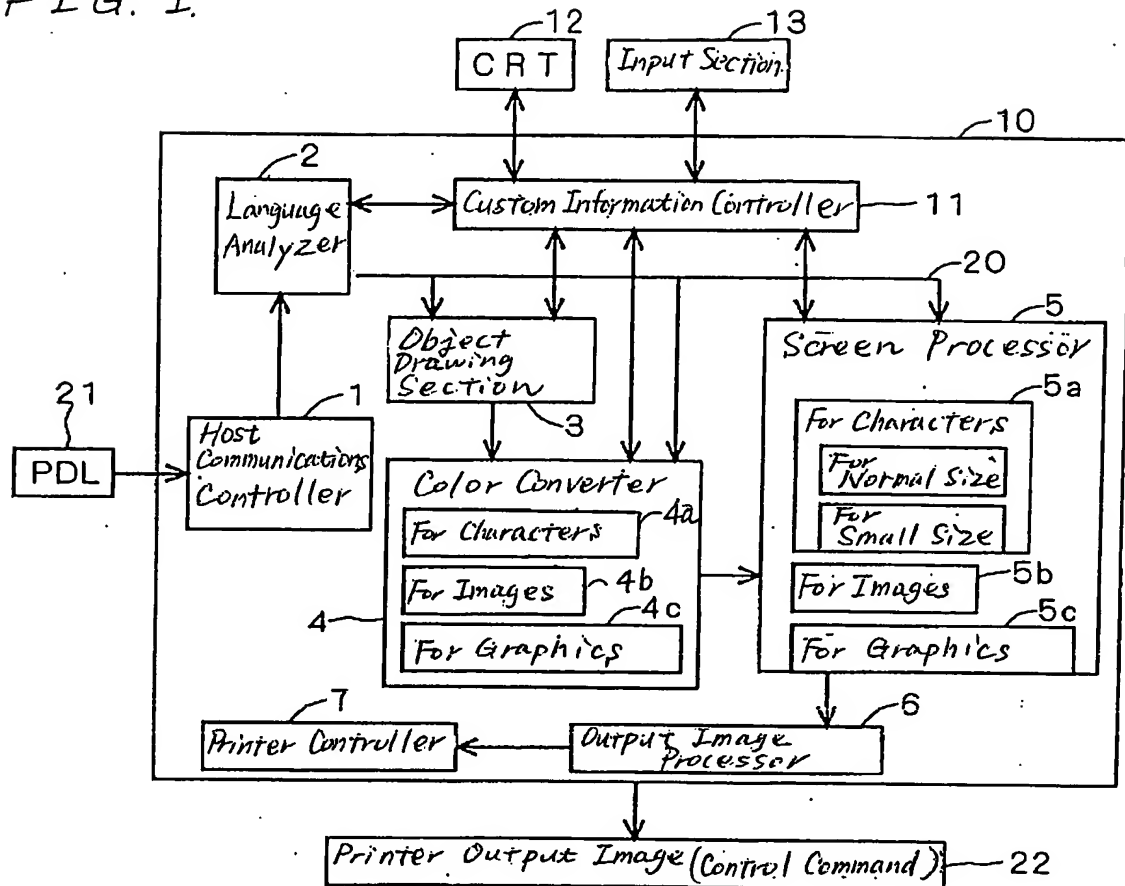 FIG. 1.
12
13
CRT
Input Section
10
2
Language
Analyzer
Custom Information Controller
11
20
Object
Drawing
Section
3
5
Screen Processor
5a
For Characters
For
Normal Size
For
Small Size
21
PDL
1
Host
Communications
Controller
Color Converter
4a
For Characters
4b
For Images
4
4c
For Graphics
5b
For Images
5c
For Graphics
7
Printer Controller
6
Output Image
Processor
Printer Output Image (Control Command)
22